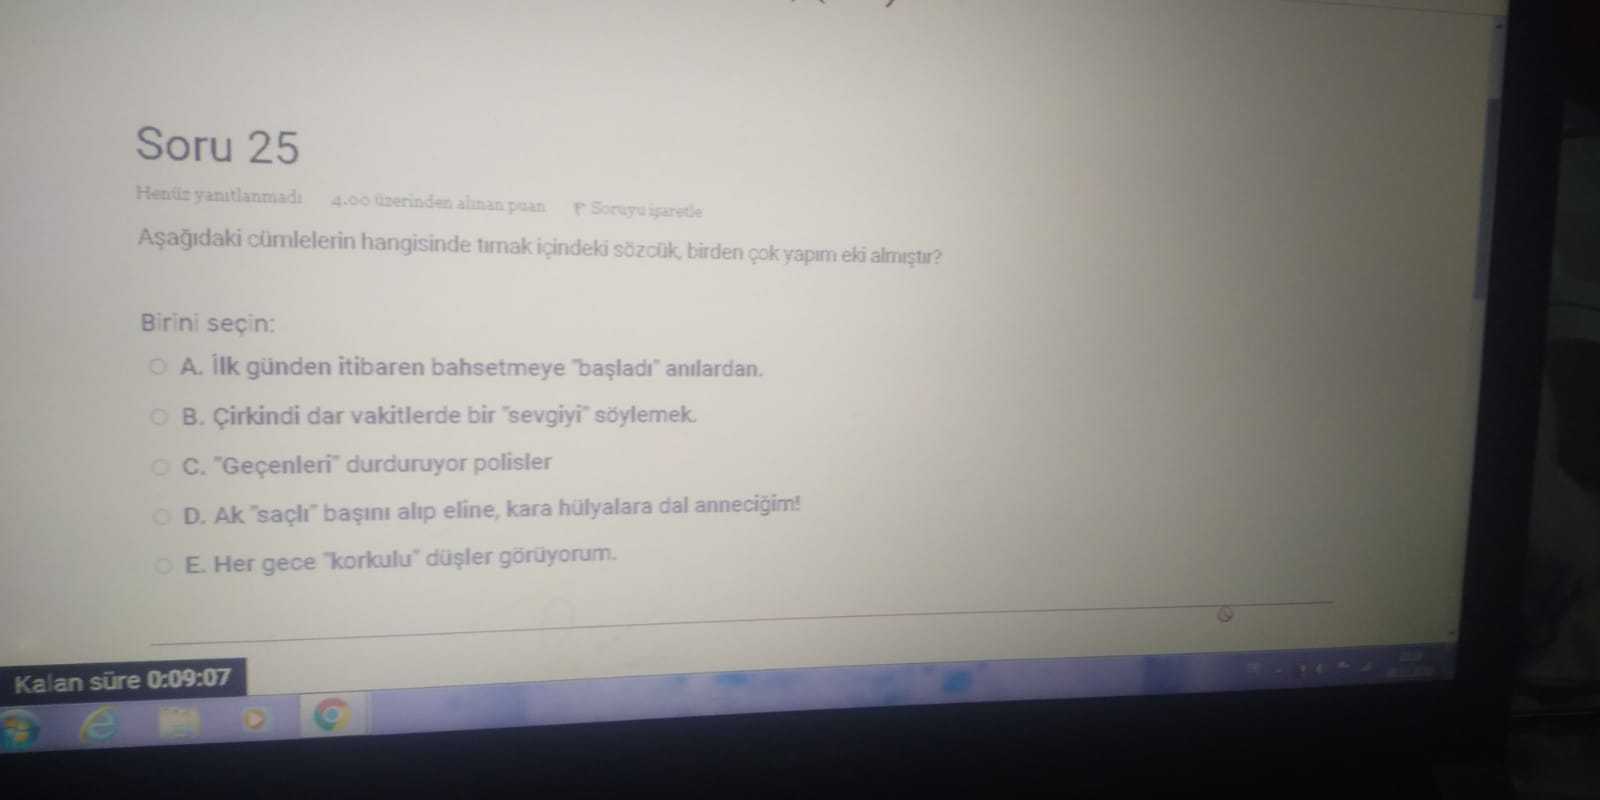 Soru 25
Henüz yanıtlanmadı 4.00 üzerinden alınan puan Soruyu işaretle
Aşağıdaki cümlelerin hangisinde tırnak içindeki sözcük, birden çok yapım eki almıştır?
Birini seçin:
A. İlk günden itibaren bahsetmeye "başladı" anılardan.
B. Çirkindi dar vakitlerde bir "sevgiyi" söylemek.
C. "Geçenleri" durduruyor polisler
D. Ak "saçlı" başını alıp eline, kara hülyalara dal anneciğim!
E. Her gece "korkulu" düşler görüyorum.
Kalan süre 0:09:07